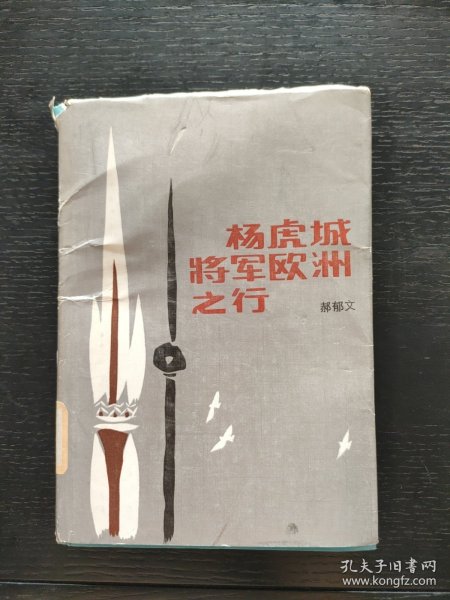 杨虎城
将军欧洲
之行
郝郁文
孔夫子旧书网
www.kongfz.com